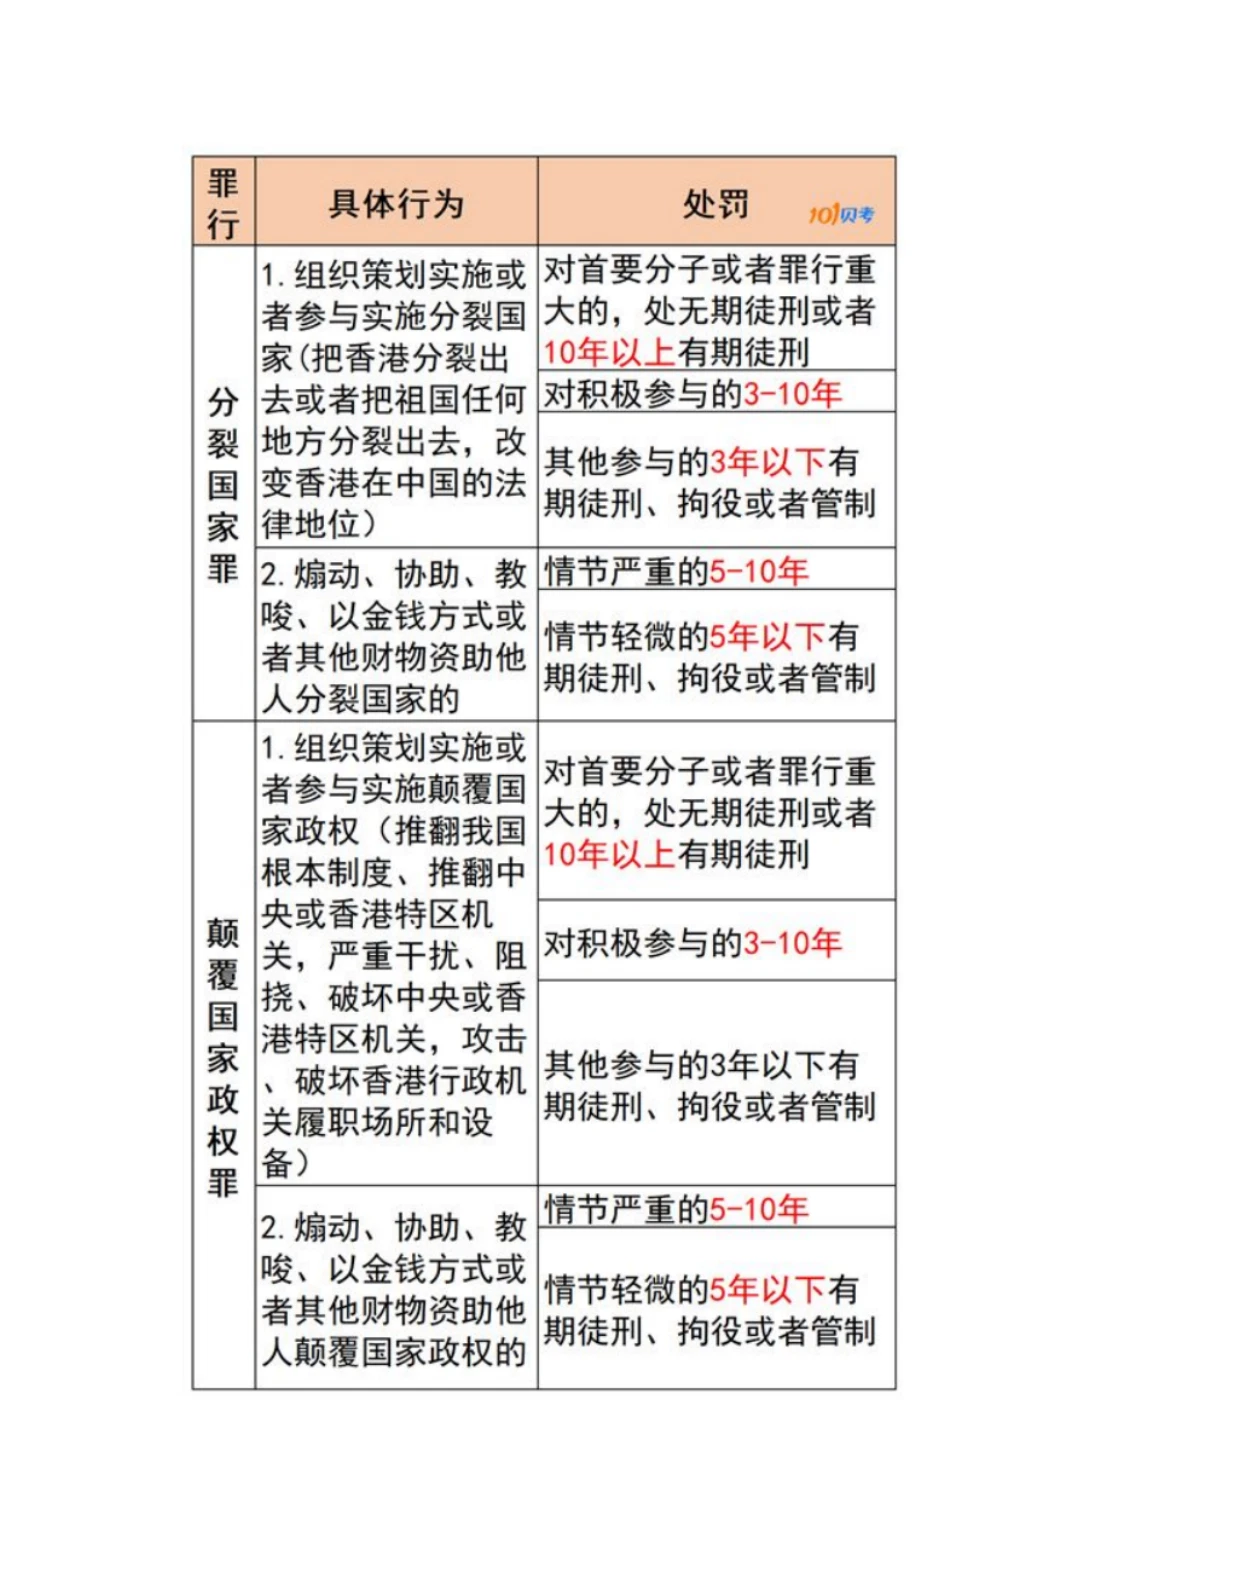 罪
行
具体行为
处罚
101贝考
分
裂
国
家
罪
1.组织策划实施或
者参与实施分裂国
家(把香港分裂出
去或者把祖国任何
地方分裂出去，改
变香港在中国的法
律地位）
对首要分子或者罪行重
大的，处无期徒刑或者
10年以上有期徒刑
对积极参与的3-10年
其他参与的3年以下有
期徒刑、拘役或者管制
2.煽动、协助、教
唆、以金钱方式或
者其他财物资助他
人分裂国家的
情节严重的5-10年
情节轻微的5年以下有
期徒刑、拘役或者管制
颠
覆
国
家
政
权
罪
1.组织策划实施或
者参与实施颠覆国
家政权（推翻我国
根本制度、推翻中
央或香港特区机
关，严重干扰、阻
挠、破坏中央或香
港特区机关，攻击
、破坏香港行政机
关履职场所和设
备）
对首要分子或者罪行重
大的，处无期徒刑或者
10年以上有期徒刑
对积极参与的3-10年
其他参与的3年以下有
期徒刑、拘役或者管制
2.煽动、协助、教
唆、以金钱方式或
者其他财物资助他
人颠覆国家政权的
情节严重的5-10年
情节轻微的5年以下有
期徒刑、拘役或者管制